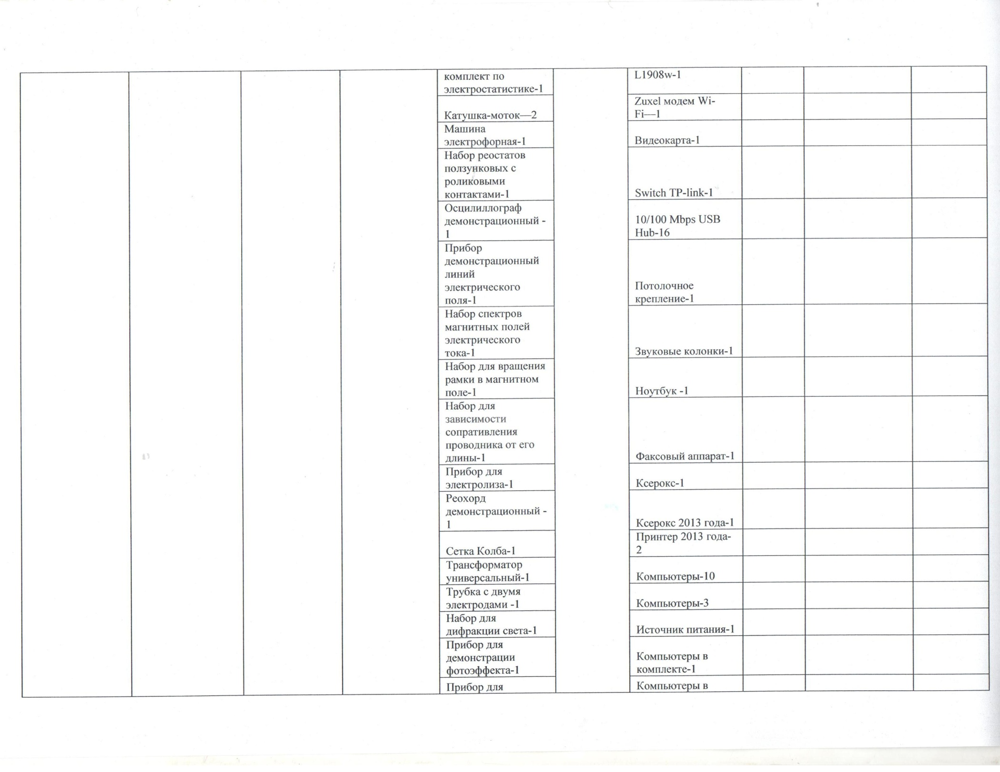 комплект по
электростатистике-1
L1908w-1
Катушка-моток—2
Zuxel модем Wi-
Fi—1
Машина
электрофорная-1
Видеокарта-1
Набор реостатов
ползунковых с
роликовыми
контактами-1
Switch TP-link-1
Осцилиллограф
демонстрационный -
1
10/100 Mbps USB
Hub-16
Прибор
демонстрационный
линий
электрического
поля-1
Потолочное
крепление-1
Набор спектров
магнитных полей
электрического
тока-1
Звуковые колонки-1
Набор для вращения
рамки в магнитном
поле-1
Ноутбук -1
Набор для
зависимости
сопративления
проводника от его
длины-1
Факсовый аппарат-1
Прибор для
электролиза-1
Ксерокс-1
Реохорд
демонстрационный -
1
Ксерокс 2013 года-1
Сетка Колба-1
Принтер 2013 года-
2
Трансформатор
универсальный-1
Компьютеры-10
Трубка с двумя
электродами -1
Компьютеры-3
Набор для
дифракции света-1
Источник питания-1
Прибор для
демонстрации
фотоэффекта-1
Компьютеры в
комплекте-1
Прибор для
Компьютеры в